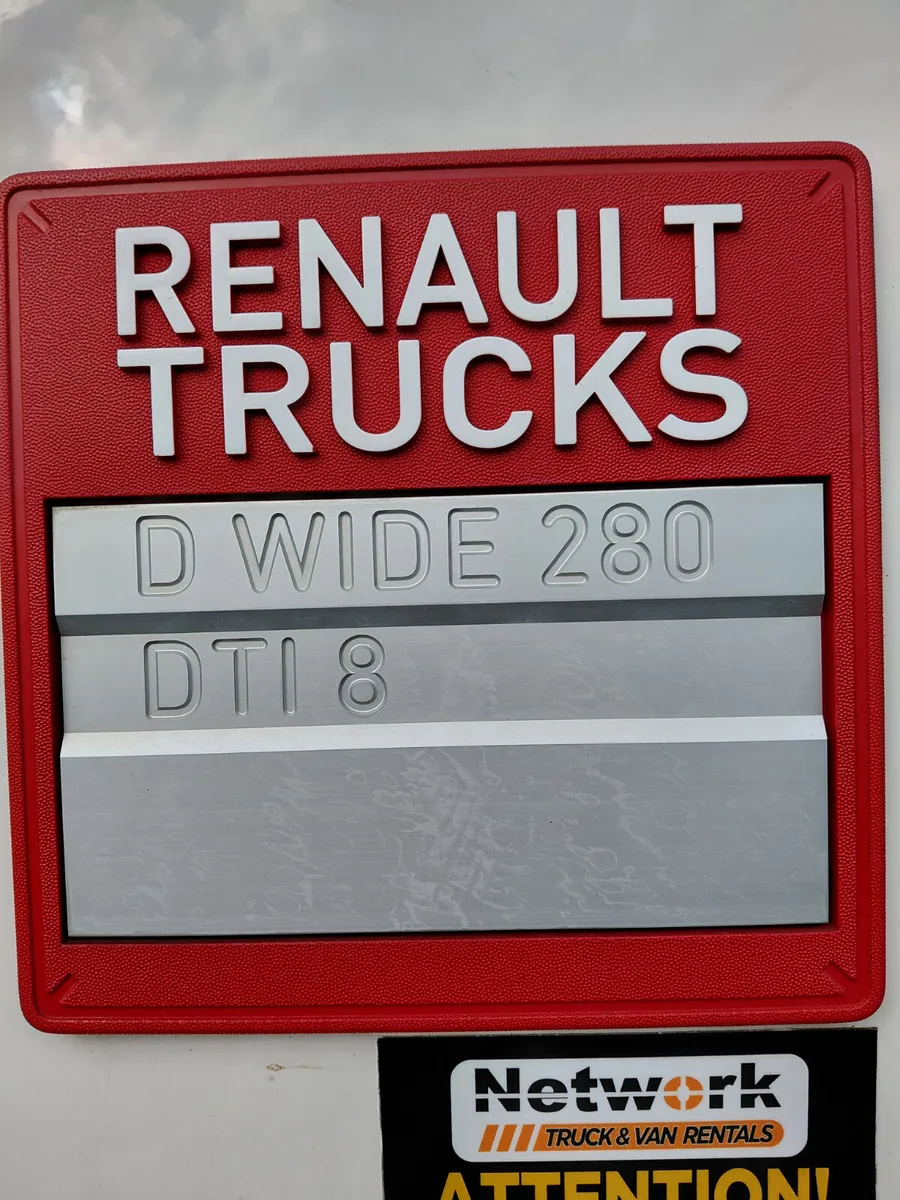 RENAULT
TRUCKS
D WIDE 280
DTI 8
Network
TRUCK & VAN RENTALS
ATTENTION!